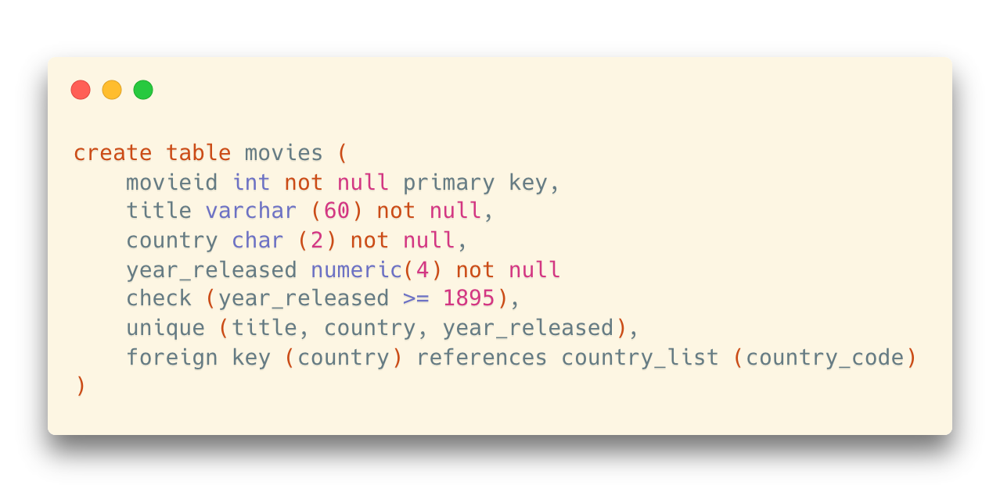 create table movies (
    movieid int not null primary key,
    title varchar (60) not null,
    country char (2) not null,
    year_released numeric(4) not null
    check (year_released >= 1895),
    unique (title, country, year_released),
    foreign key (country) references country_list (country_code)
)